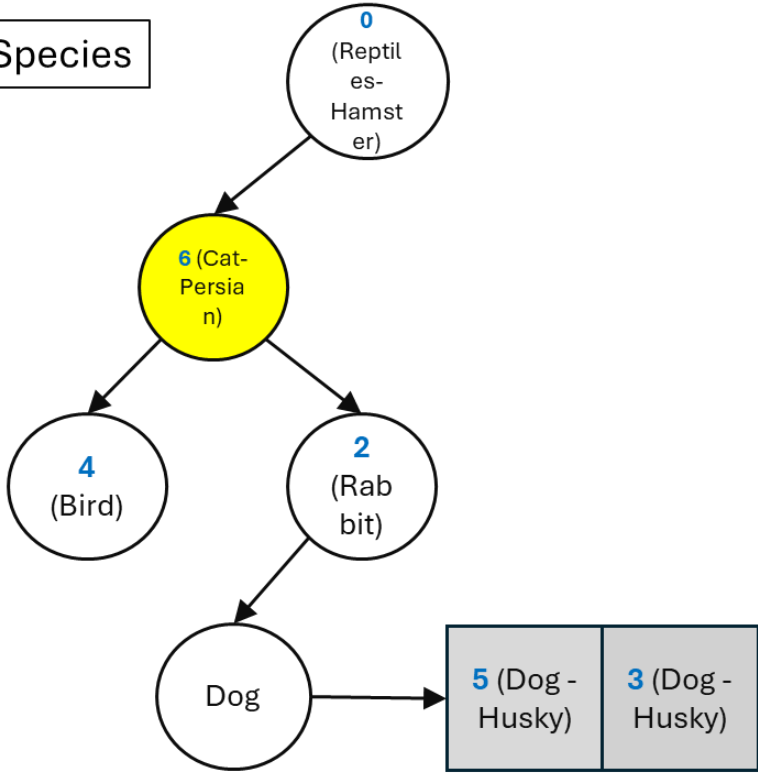 Species
0
(Reptil
es-
Hamst
er)
6 (Cat-
Persia
n)
4
(Bird)
2
(Rab
bit)
Dog
5 (Dog -
Husky)
3 (Dog -
Husky)